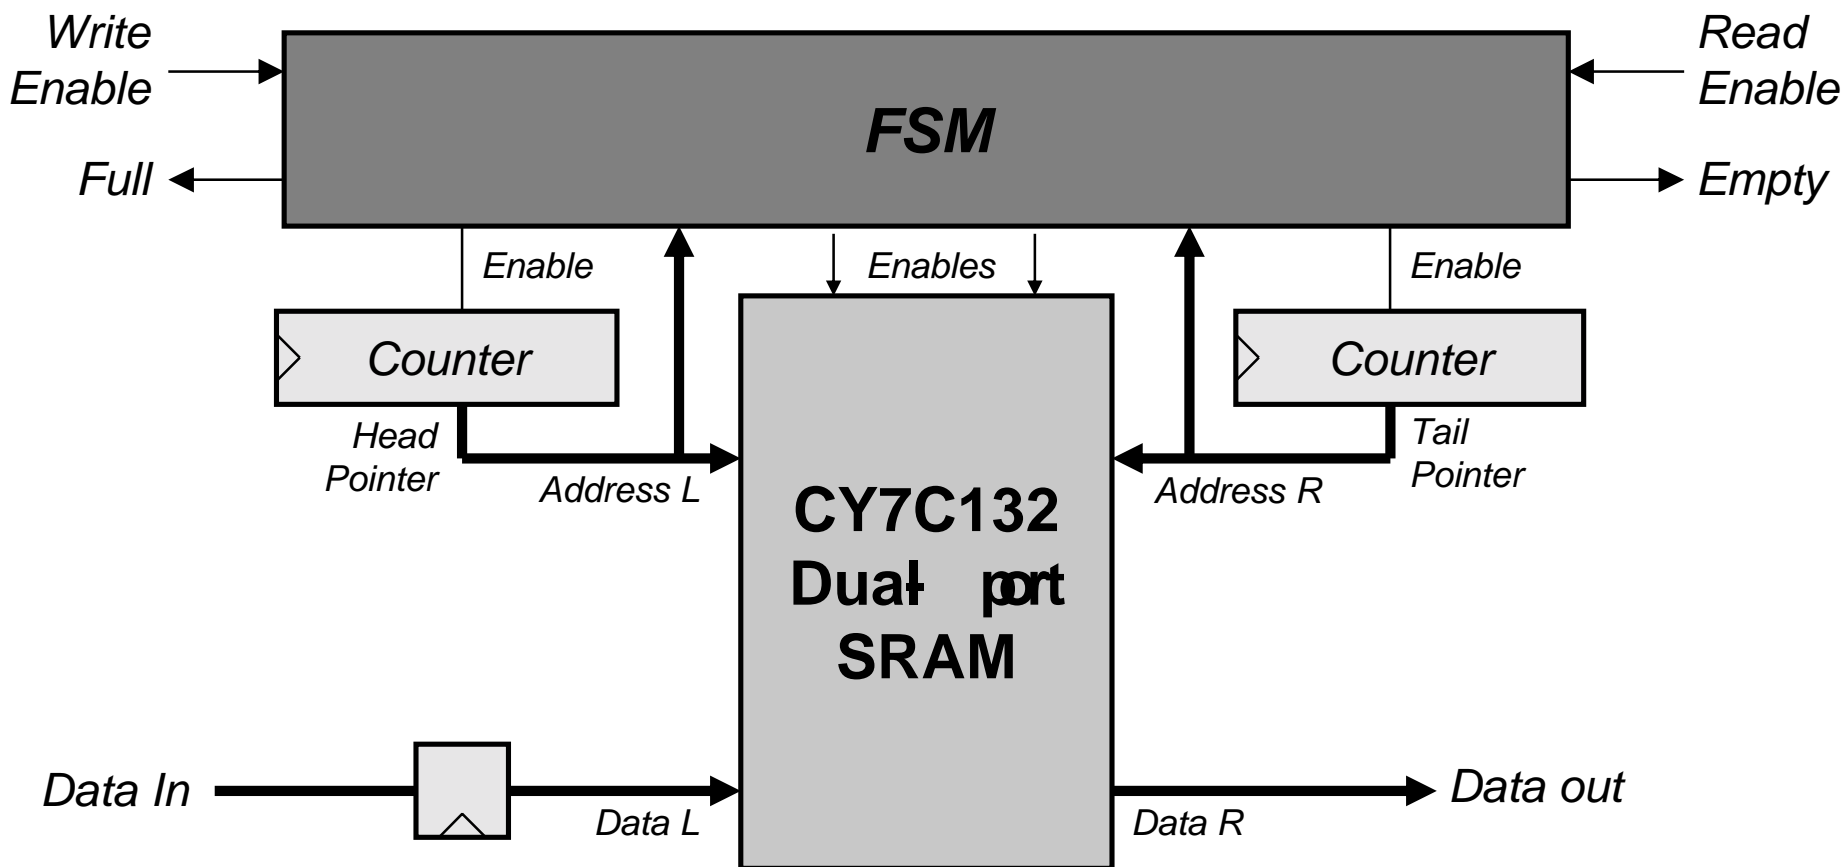 Write
Enable
Full
FSM
Read
Enable
Empty
Enable
Enables
Enable
Counter
Counter
Head
Pointer
Address L
Address R
Tail
Pointer
CY7C132
Dual- port
SRAM
Data In
Data L
Data R
Data out